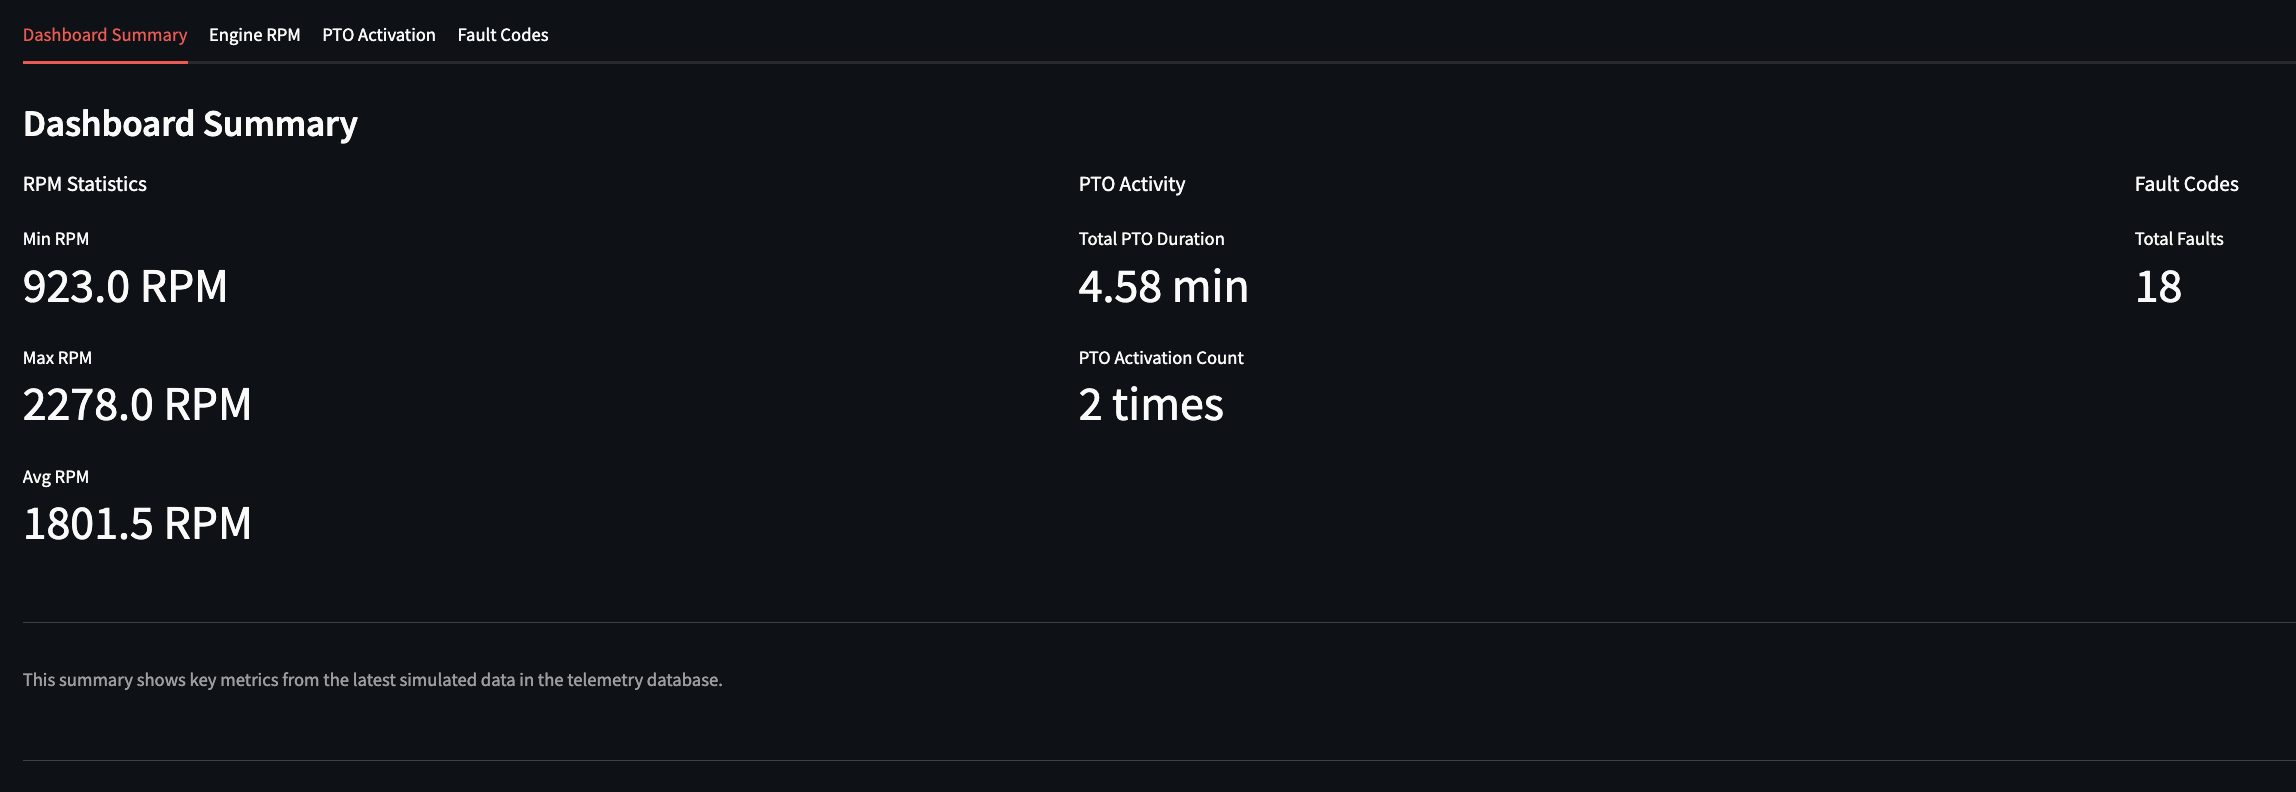 Dashboard Summary Engine RPM PTO Activation Fault Codes
Dashboard Summary
RPM Statistics
Min RPM
923.0 RPM
Max RPM
2278.0 RPM
Avg RPM
1801.5 RPM
PTO Activity
Total PTO Duration
4.58 min
PTO Activation Count
2 times
Fault Codes
Total Faults
18
This summary shows key metrics from the latest simulated data in the telemetry database.